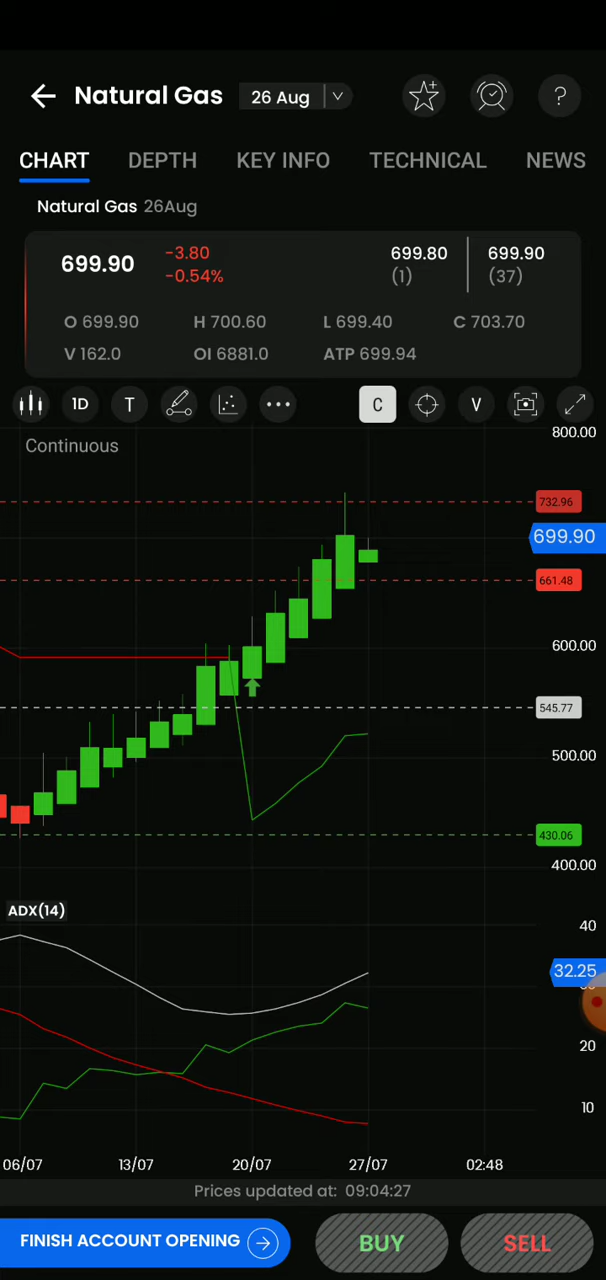 Natural Gas 26 Aug
CHART DEPTH KEY INFO TECHNICAL NEWS
Natural Gas 26Aug
699.90 -3.80 699.80 699.90
-0.54% (1) (37)
O 699.90 H 700.60 L 699.40 C 703.70
V 162.0 OI 6881.0 ATP 699.94
1D T C V
800.00
Continuous
732.96
699.90
661.48
600.00
545.77
500.00
430.06
400.00
ADX(14)
40
32.25
20
10
06/07 13/07 20/07 27/07 02:48
Prices updated at: 09:04:27
FINISH ACCOUNT OPENING BUY SELL